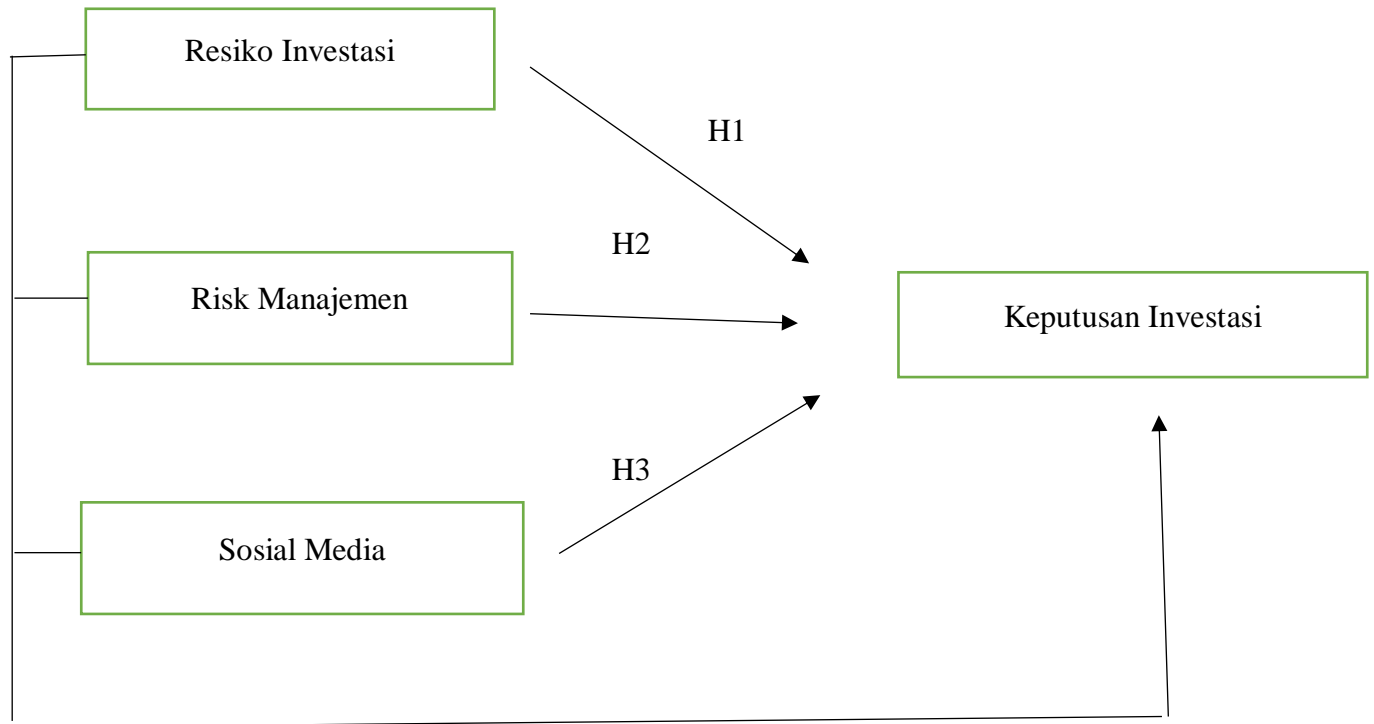 Resiko Investasi
H1
H2
Risk Manajemen
Keputusan Investasi
H3
Sosial Media